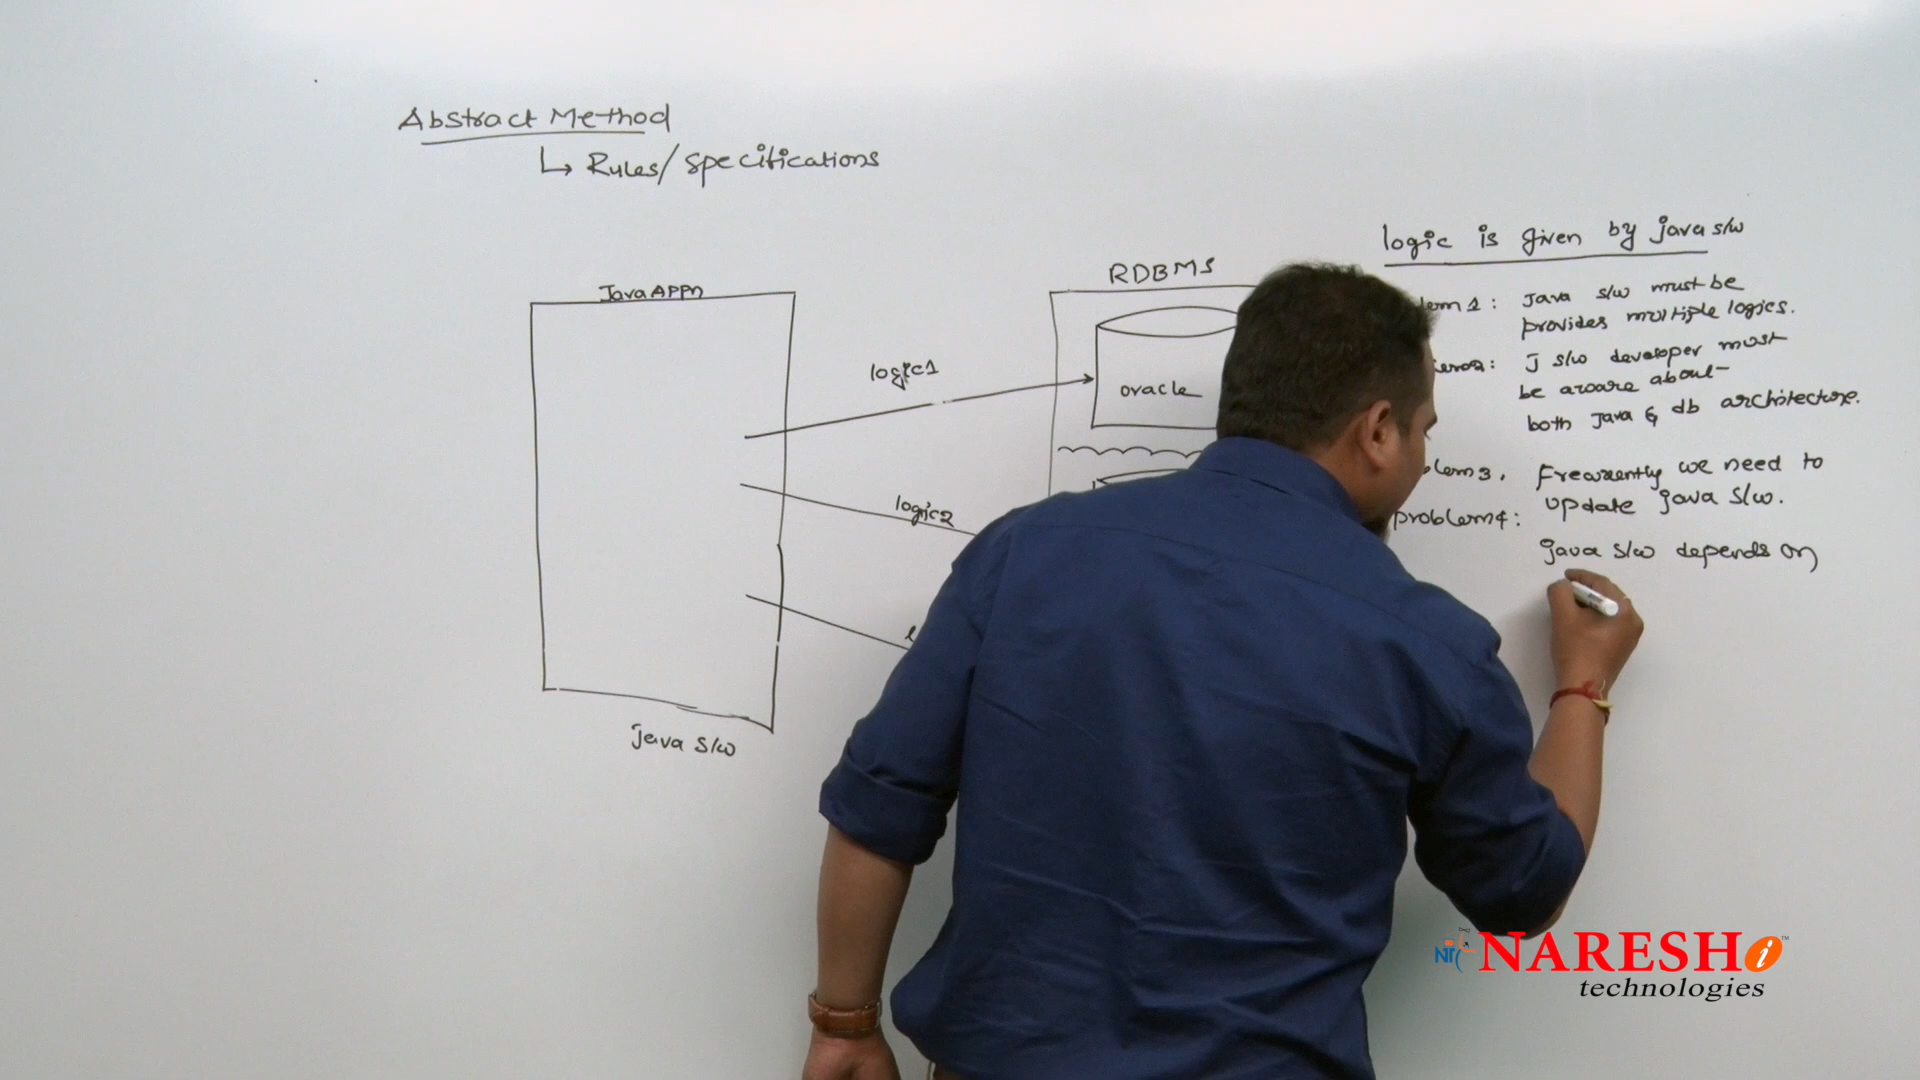 Abstract Method
Rules/specifications
logic is given by java s/w
RDBMS
Java APPn
java s/w must be
provides multiple logics.
logic1
oracle
J s/w developer must
be aware about
both java & db architecture.
Frequently we need to
update java s/w.
logic2
problem4:
java s/w depends on
java s/w
NARESH i
technologies